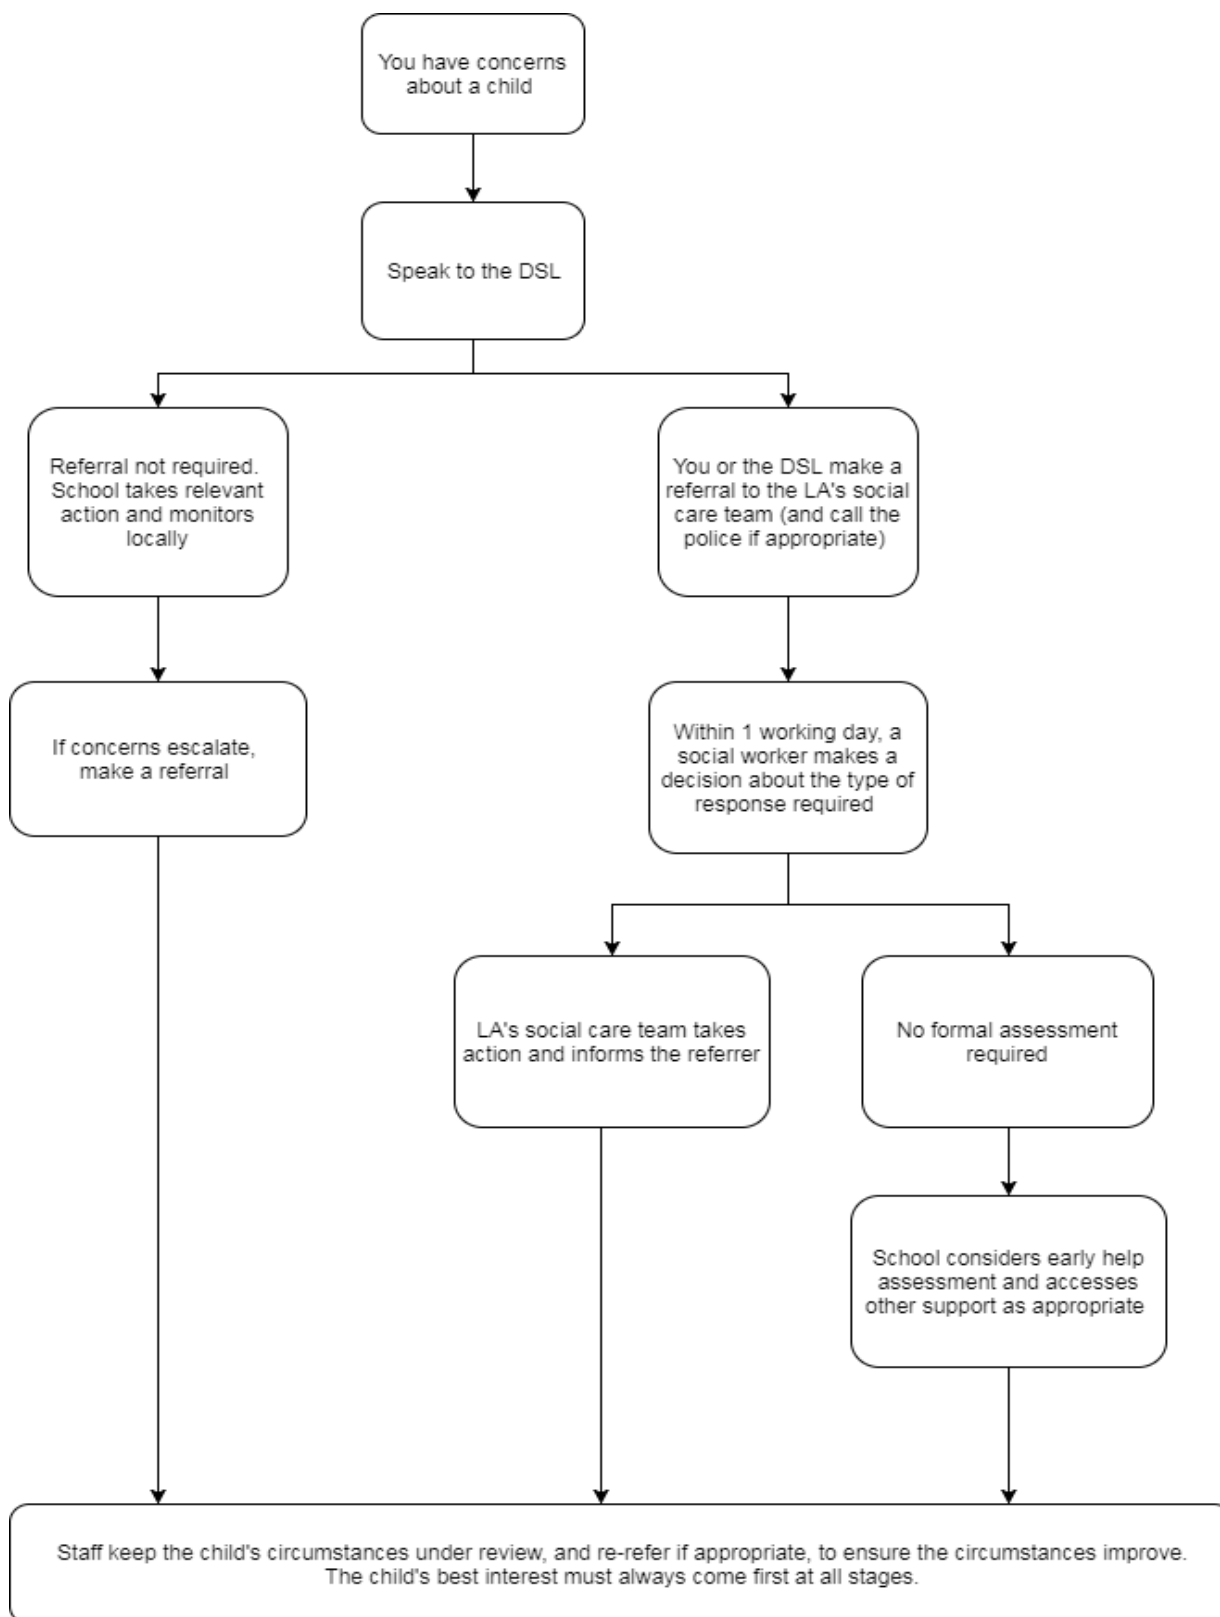 You have concerns
about a child
Speak to the DSL
Referral not required.
School takes relevant
action and monitors
locally
You or the DSL make a
referral to the LA's social
care team (and call the
police if appropriate)
If concerns escalate,
make a referral
Within 1 working day, a
social worker makes a
decision about the type of
response required
LA's social care team takes
action and informs the referrer
No formal assessment
required
School considers early help
assessment and accesses
other support as appropriate
Staff keep the child's circumstances under review, and re-refer if appropriate, to ensure the circumstances improve.
The child's best interest must always come first at all stages.